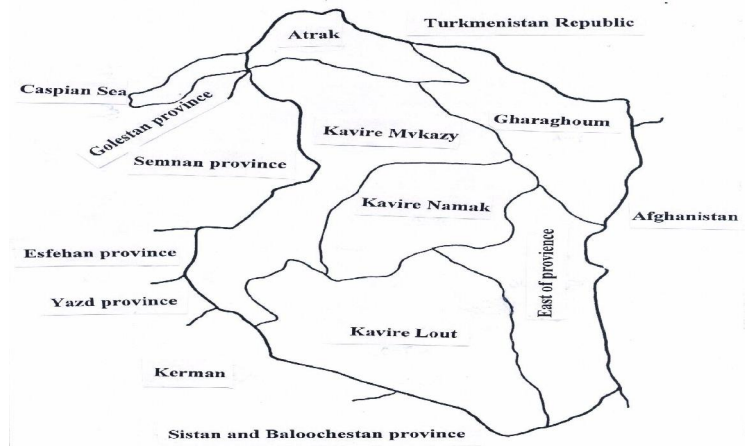 Turkmenistan Republic
Atrak
Caspian Sea
Golestan province
Gharaghoum
Kavire Mvkazy
Semnan province
Kavire Namak
Afghanistan
Esfehan province
East of provience
Yazd province
Kavire Lout
Kerman
Sistan and Baloochestan province